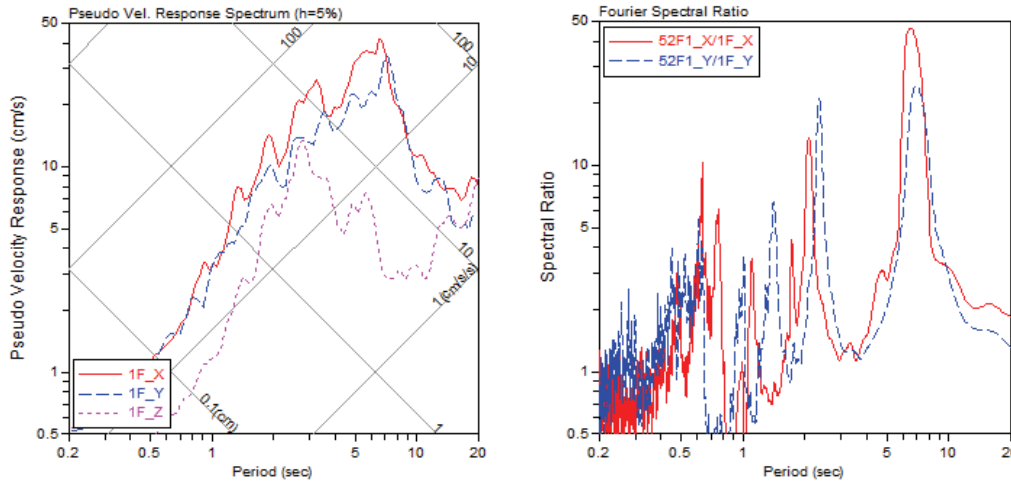 Pseudo Vel. Response Spectrum (h=5%)
50
100
100
10
10
5
10
1(cm/s/s)
1
0.1(cm)
1
0.5
1F_X
1F_Y
1F_Z
0.2
0.5
1
5
10
20
Period (sec)
Pseudo Velocity Response (cm/s)
Fourier Spectral Ratio
50
52F1_X/1F_X
52F1_Y/1F_Y
10
5
1
0.5
0.2
0.5
1
5
10
20
Period (sec)
Spectral Ratio